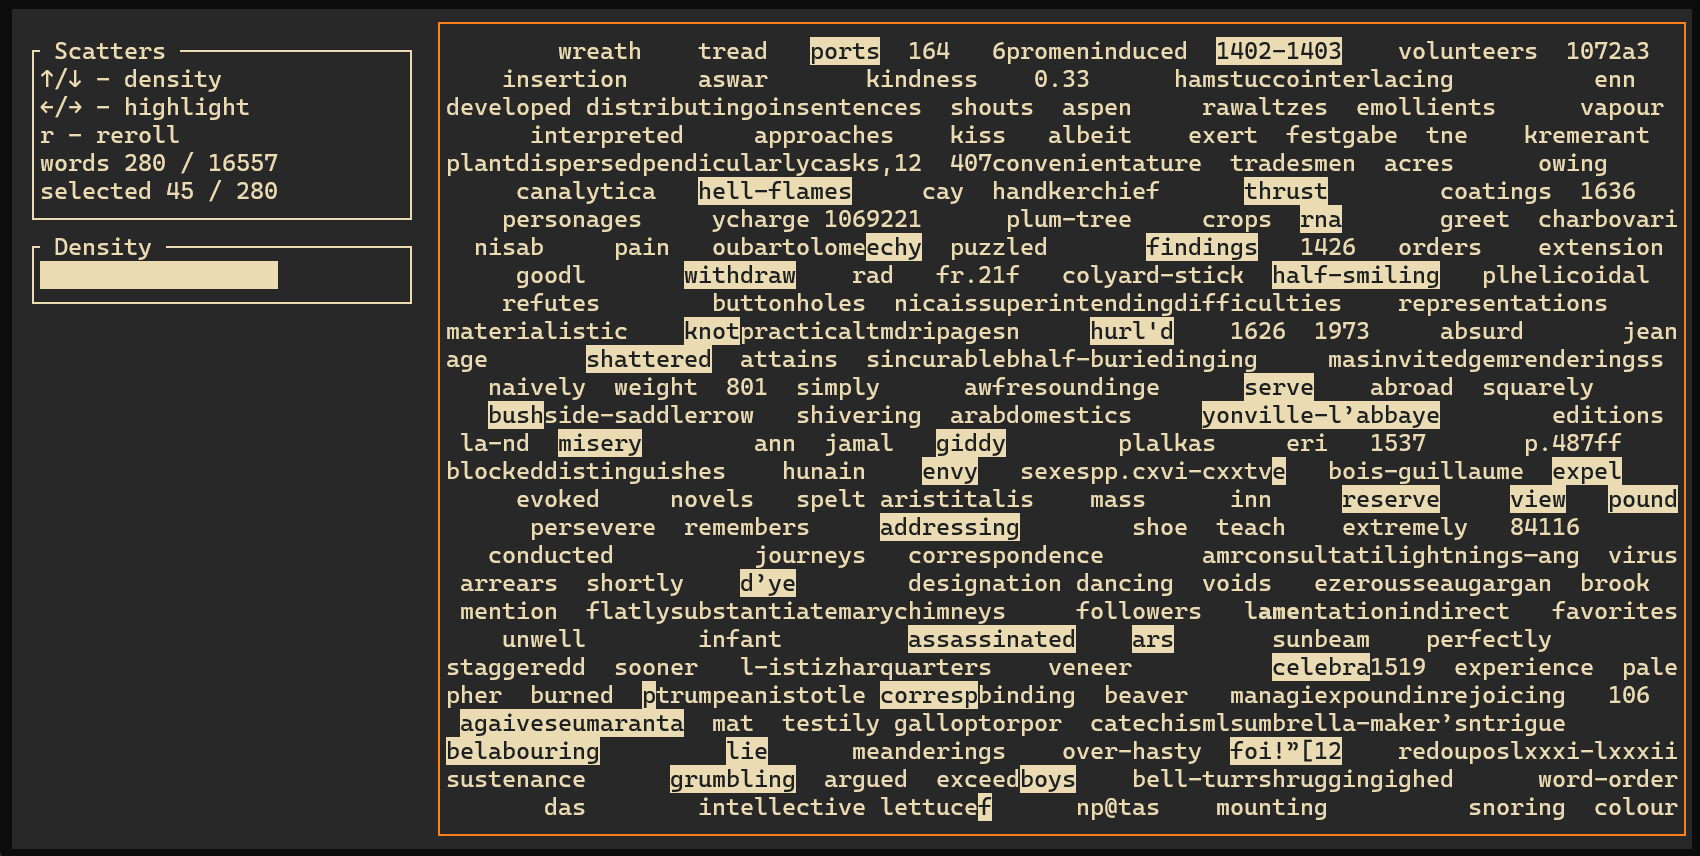 Scatters
↑/↓ - density
←/→ - highlight
r - reroll
words 280 / 16557
selected 45 / 280
Density
wreath tread ports 164 6promeninduced 1402-1403 volunteers 1072a3
insertion aswar kindness 0.33 hamstuccointerlacing enn
developed distributingoinsentences shouts aspen rawaltzes emollients vapour
interpreted approaches kiss albeit exert festgabe tne kremerant
plantdispersedpendicularlycasks,12 407convenientature tradesmen acres owing
canalytica hell-flames cay handkerchief thrust coatings 1636
personages ycharge 1069221 plum-tree crops rna greet charbovari
nisab pain oubartolomeechy puzzled findings 1426 orders extension
goodl withdraw rad fr.21f colyard-stick half-smiling plhelicoidal
refutes buttonholes nicaissuperintendingdifficulties representations
materialistic knotpracticaltmdripagesn hurl'd 1626 1973 absurd jean
age shattered attains sincurablebhalf-buriedinging masinvitedgemrenderingss
naively weight 801 simply awfresoundinge serve abroad squarely
bushside-saddlerrow shivering arabdomestics yonville-l’abbaye editions
la-nd misery ann jamal giddy plalkas eri 1537 p.487ff
blockeddistinguishes hunain envy sexespp.cxvi-cxxtve bois-guillaume expel
evoked novels spelt aristitalis mass inn reserve view pound
persevere remembers addressing shoe teach extremely 84116
conducted journeys correspondence amrconsultatilightnings—ang virus
arrears shortly d’ye designation dancing voids ezerousseaugargan brook
mention flatlysubstantiatemarychimneys followers lamentationindirect favorites
unwell infant assassinated ars sunbeam perfectly
staggeredd sooner l-istizharquarters veneer celebra1519 experience pale
pher burned ptrumpeanistotle correspbinding beaver managiexpoundinrejoicing 106
agaiveseumaranta mat testily galloptorpor catechismlsumbrella-maker’sntrigue
belabouring lie meanderings over-hasty foi!”[12 redouposlxxxi-lxxxii
sustenance grumbling argued exceedboys bell-turrshruggingighed word-order
das intellective lettucef np@tas mounting snoring colour